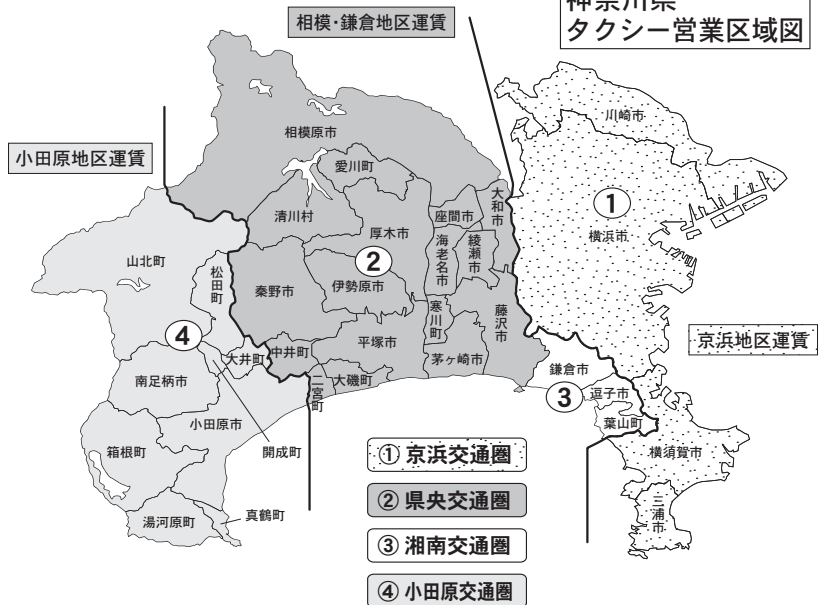 神奈川県
タクシー営業区域図
相模・鎌倉地区運賃
小田原地区運賃
京浜地区運賃
川崎市
①
横浜市
相模原市
愛川町
清川村
厚木市
座間市
大和市
海老名市
綾瀬市
②
伊勢原市
秦野市
寒川町
藤沢市
平塚市
茅ヶ崎市
中井町
二宮町
大磯町
山北町
松田町
④
大井町
南足柄市
小田原市
開成町
箱根町
湯河原町
真鶴町
鎌倉市
③
逗子市
葉山町
横須賀市
三浦市
① 京浜交通圏
② 県央交通圏
③ 湘南交通圏
④ 小田原交通圏